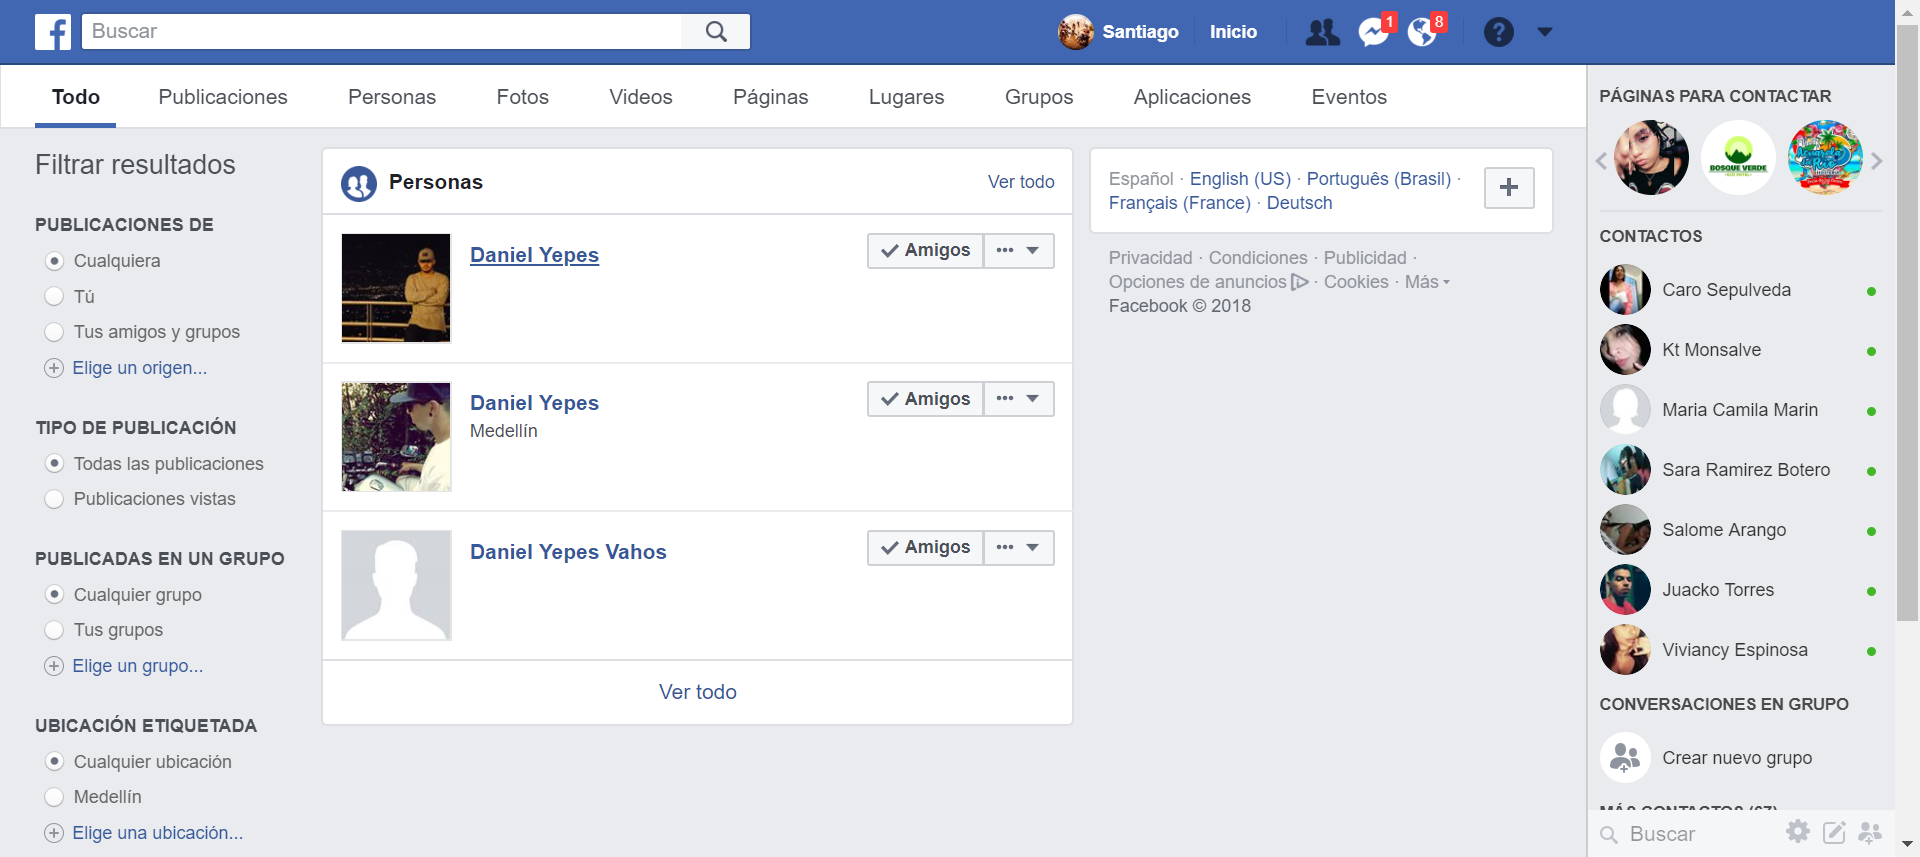 Buscar
Santiago
Inicio
1
8
Todo
Publicaciones
Personas
Fotos
Videos
Páginas
Lugares
Grupos
Aplicaciones
Eventos
Filtrar resultados
PUBLICACIONES DE
Cualquiera
Tú
Tus amigos y grupos
Elige un origen...
TIPO DE PUBLICACIÓN
Todas las publicaciones
Publicaciones vistas
PUBLICADAS EN UN GRUPO
Cualquier grupo
Tus grupos
Elige un grupo...
UBICACIÓN ETIQUETADA
Cualquier ubicación
Medellín
Elige una ubicación...
Personas
Ver todo
Daniel Yepes
Amigos
Daniel Yepes
Medellín
Amigos
Daniel Yepes Vahos
Amigos
Ver todo
Español · English (US) · Português (Brasil) ·
Français (France) · Deutsch
Privacidad · Condiciones · Publicidad ·
Opciones de anuncios · Cookies · Más
Facebook © 2018
PÁGINAS PARA CONTACTAR
BOSQUE VERDE
CONTACTOS
Caro Sepulveda
Kt Monsalve
Maria Camila Marin
Sara Ramirez Botero
Salome Arango
Juacko Torres
Viviancy Espinosa
CONVERSACIONES EN GRUPO
Crear nuevo grupo
MÁS CONTACTOS (67)
Buscar